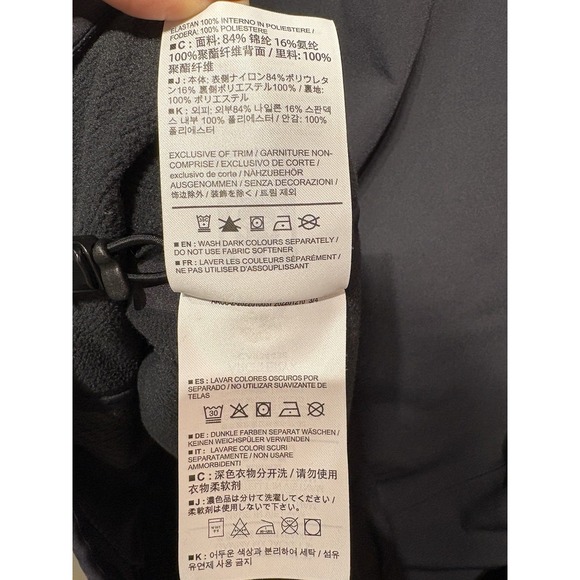 ELASTAN 100% INTERNO IN POLIESTERE /
FODERA: 100% POLIESTERE
■ C : 面料: 84% 锦纶 16%氨纶
100%聚酯纤维背面 / 里料: 100%
聚酯纤维
■ J : 本体: 表側ナイロン84%ポリウレタ
ン16% 裏側ポリエステル100% / 裏地:
100% ポリエステル
■ K : 외피: 외부84% 나일론 16% 스판덱
스 내부 100% 폴리에스터 / 안감: 100%
폴리에스터
EXCLUSIVE OF TRIM / GARNITURE NON-
COMPRISE / EXCLUSIVO DE CORTE /
exclusivo de corte / NÄHZUBEHÖR
AUSGENOMMEN / SENZA DECORAZIONI /
饰边除外 / 装飾を除く / 트림 제외
■ EN : WASH DARK COLOURS SEPARATELY /
DO NOT USE FABRIC SOFTENER
■ FR : LAVER LES COULEURS SÉPARÉMENT /
NE PAS UTILISER D'ASSOUPLISSANT
3/4
■ ES : LAVAR COLORES OSCUROS POR
SEPARADO / NO UTILIZAR SUAVIZANTE DE
TELAS
30
■ DE : DUNKLE FARBEN SEPARAT WÄSCHEN /
KEINEN WEICHSPÜLER VERWENDEN
■ IT : LAVARE COLORI SCURI
SEPARATAMENTE / NON USARE
AMMORBIDENTI
■ C : 深色衣物分开洗 / 请勿使用
衣物柔软剂
■ J : 濃色品は分けて洗濯してください /
柔軟剤は使用しないで下さい。
■ K : 어두운 색상과 분리하여 세탁 / 섬유
유연제 사용 금지